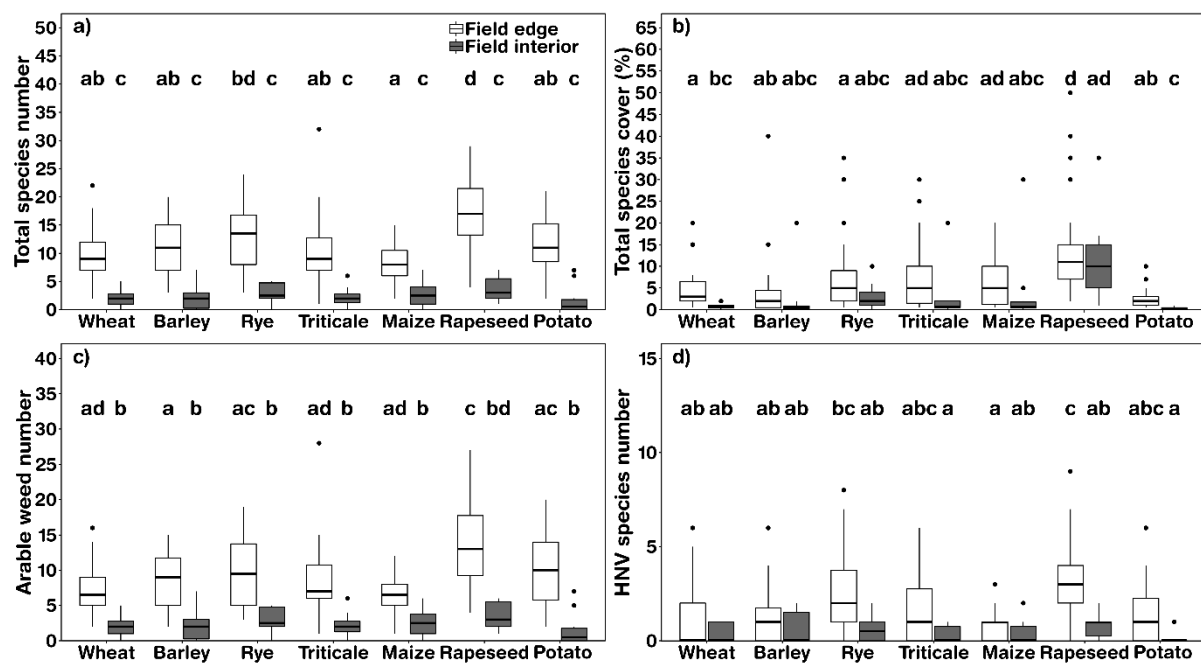 a)
Field edge
Field interior
Total species number
50
45
40
35
30
25
20
15
10
5
0
ab c ab c bd c ab c a c d c ab c
Wheat Barley Rye Triticale Maize Rapeseed Potato
b)
Total species cover (%)
65
60
55
50
45
40
35
30
25
20
15
10
5
0
a bc ab abc a abc ad abc ad abc d ad ab c
Wheat Barley Rye Triticale Maize Rapeseed Potato
c)
Arable weed number
40
35
30
25
20
15
10
5
0
ad b a b ac b ad b ad b c bd ac b
Wheat Barley Rye Triticale Maize Rapeseed Potato
d)
HNV species number
15
10
5
0
ab ab ab ab bc ab abc a a ab c ab abc a
Wheat Barley Rye Triticale Maize Rapeseed Potato